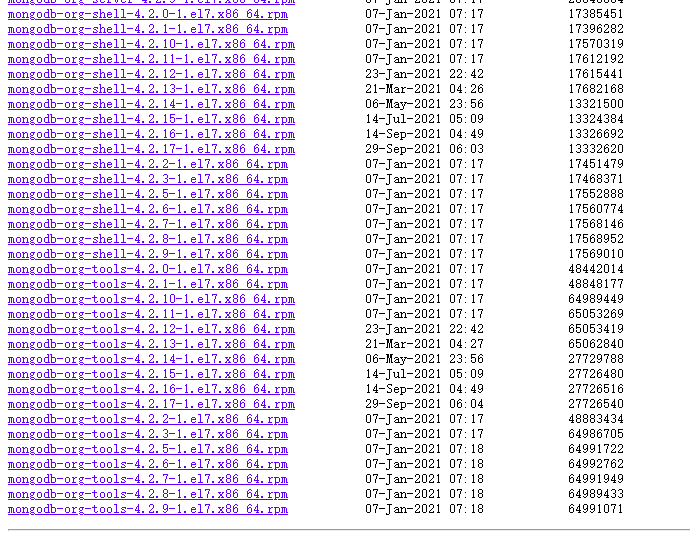 mongodb-org-shell-4.2.0-1.el7.x86_64.rpm 07-Jan-2021 07:17 17385451
mongodb-org-shell-4.2.1-1.el7.x86_64.rpm 07-Jan-2021 07:17 17396282
mongodb-org-shell-4.2.10-1.el7.x86_64.rpm 07-Jan-2021 07:17 17570319
mongodb-org-shell-4.2.11-1.el7.x86_64.rpm 07-Jan-2021 07:17 17612192
mongodb-org-shell-4.2.12-1.el7.x86_64.rpm 23-Jan-2021 22:42 17615441
mongodb-org-shell-4.2.13-1.el7.x86_64.rpm 21-Mar-2021 04:26 17682168
mongodb-org-shell-4.2.14-1.el7.x86_64.rpm 06-May-2021 23:56 13321500
mongodb-org-shell-4.2.15-1.el7.x86_64.rpm 14-Jul-2021 05:09 13324384
mongodb-org-shell-4.2.16-1.el7.x86_64.rpm 14-Sep-2021 04:49 13326692
mongodb-org-shell-4.2.17-1.el7.x86_64.rpm 29-Sep-2021 06:03 13332620
mongodb-org-shell-4.2.2-1.el7.x86_64.rpm 07-Jan-2021 07:17 17451479
mongodb-org-shell-4.2.3-1.el7.x86_64.rpm 07-Jan-2021 07:17 17468371
mongodb-org-shell-4.2.5-1.el7.x86_64.rpm 07-Jan-2021 07:17 17552888
mongodb-org-shell-4.2.6-1.el7.x86_64.rpm 07-Jan-2021 07:17 17560774
mongodb-org-shell-4.2.7-1.el7.x86_64.rpm 07-Jan-2021 07:17 17568146
mongodb-org-shell-4.2.8-1.el7.x86_64.rpm 07-Jan-2021 07:17 17568952
mongodb-org-shell-4.2.9-1.el7.x86_64.rpm 07-Jan-2021 07:17 17569010
mongodb-org-tools-4.2.0-1.el7.x86_64.rpm 07-Jan-2021 07:17 48442014
mongodb-org-tools-4.2.1-1.el7.x86_64.rpm 07-Jan-2021 07:17 48848177
mongodb-org-tools-4.2.10-1.el7.x86_64.rpm 07-Jan-2021 07:17 64989449
mongodb-org-tools-4.2.11-1.el7.x86_64.rpm 07-Jan-2021 07:17 65053269
mongodb-org-tools-4.2.12-1.el7.x86_64.rpm 23-Jan-2021 22:42 65053419
mongodb-org-tools-4.2.13-1.el7.x86_64.rpm 21-Mar-2021 04:27 65062840
mongodb-org-tools-4.2.14-1.el7.x86_64.rpm 06-May-2021 23:56 27729788
mongodb-org-tools-4.2.15-1.el7.x86_64.rpm 14-Jul-2021 05:09 27726480
mongodb-org-tools-4.2.16-1.el7.x86_64.rpm 14-Sep-2021 04:49 27726516
mongodb-org-tools-4.2.17-1.el7.x86_64.rpm 29-Sep-2021 06:04 27726540
mongodb-org-tools-4.2.2-1.el7.x86_64.rpm 07-Jan-2021 07:17 48883434
mongodb-org-tools-4.2.3-1.el7.x86_64.rpm 07-Jan-2021 07:17 64986705
mongodb-org-tools-4.2.5-1.el7.x86_64.rpm 07-Jan-2021 07:18 64991722
mongodb-org-tools-4.2.6-1.el7.x86_64.rpm 07-Jan-2021 07:18 64992762
mongodb-org-tools-4.2.7-1.el7.x86_64.rpm 07-Jan-2021 07:18 64991949
mongodb-org-tools-4.2.8-1.el7.x86_64.rpm 07-Jan-2021 07:18 64989433
mongodb-org-tools-4.2.9-1.el7.x86_64.rpm 07-Jan-2021 07:18 64991071